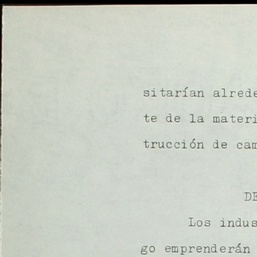 sitarían alrede
te de la materi
trucción de cam
DE
Los indus
go emprenderán